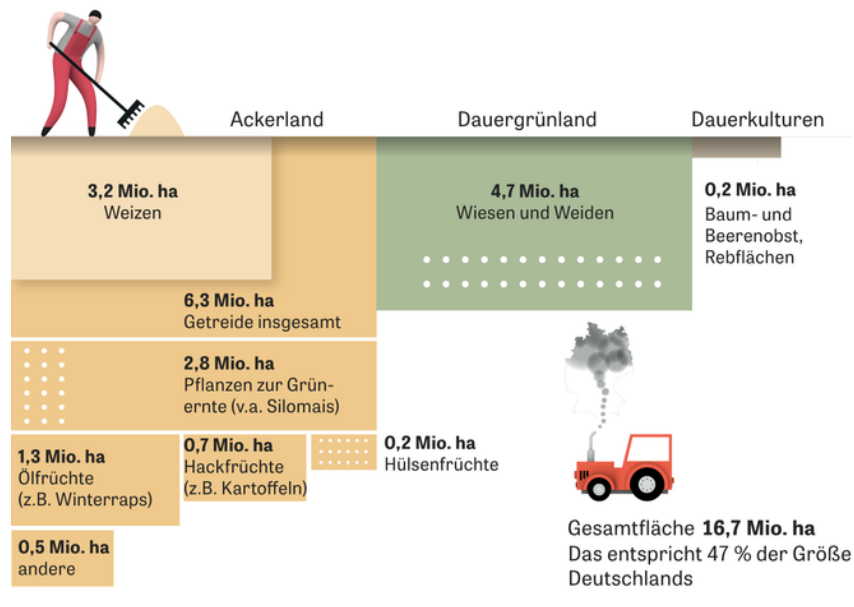 Ackerland
Dauergrünland
Dauerkulturen
3,2 Mio. ha
Weizen
4,7 Mio. ha
Wiesen und Weiden
0,2 Mio. ha
Baum- und
Beerenobst,
Rebflächen
6,3 Mio. ha
Getreide insgesamt
2,8 Mio. ha
Pflanzen zur Grün-
ernte (v.a. Silomais)
1,3 Mio. ha
Ölfrüchte
(z.B. Winterraps)
0,7 Mio. ha
Hackfrüchte
(z.B. Kartoffeln)
0,2 Mio. ha
Hülsenfrüchte
0,5 Mio. ha
andere
Gesamtfläche 16,7 Mio. ha
Das entspricht 47 % der Größe
Deutschlands